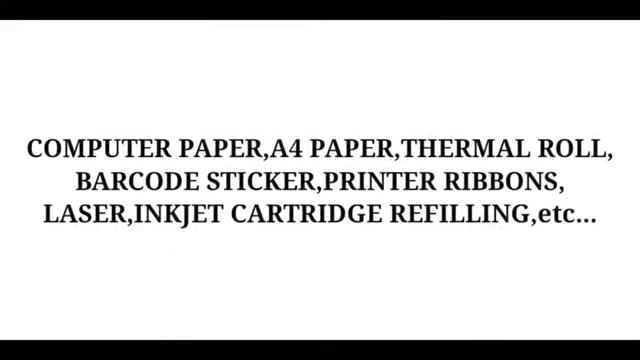 COMPUTER PAPER,A4 PAPER,THERMAL ROLL,
BARCODE STICKER,PRINTER RIBBONS,
LASER,INKJET CARTRIDGE REFILLING,etc...